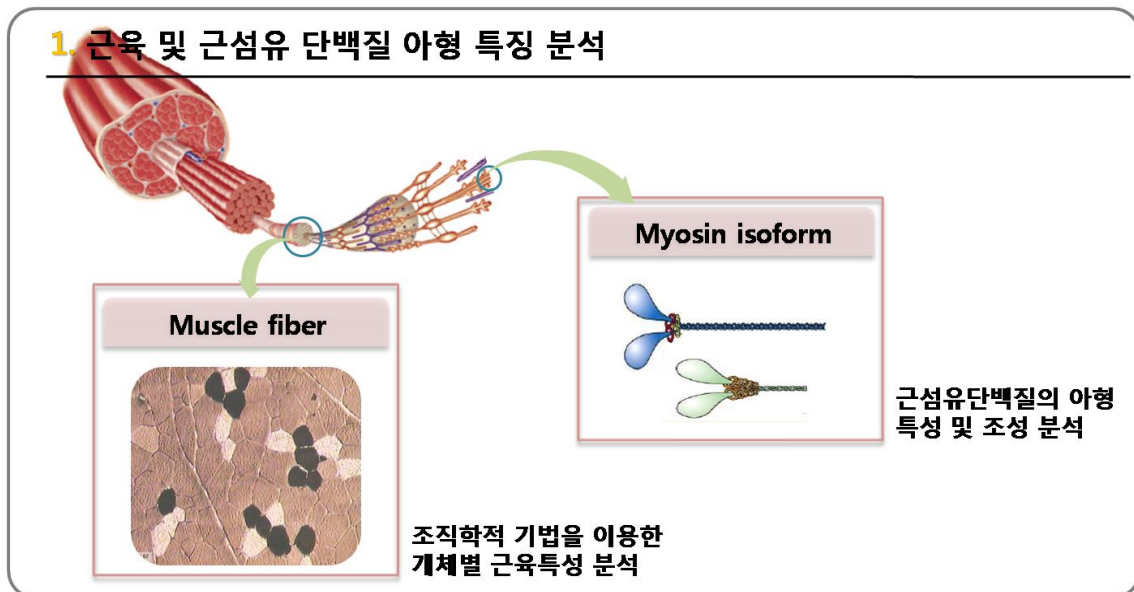 1. 근육 및 근섬유 단백질 아형 특징 분석
Myosin isoform
Muscle fiber
근섬유단백질의 아형
특성 및 조성 분석
조직학적 기법을 이용한
개체별 근육특성 분석